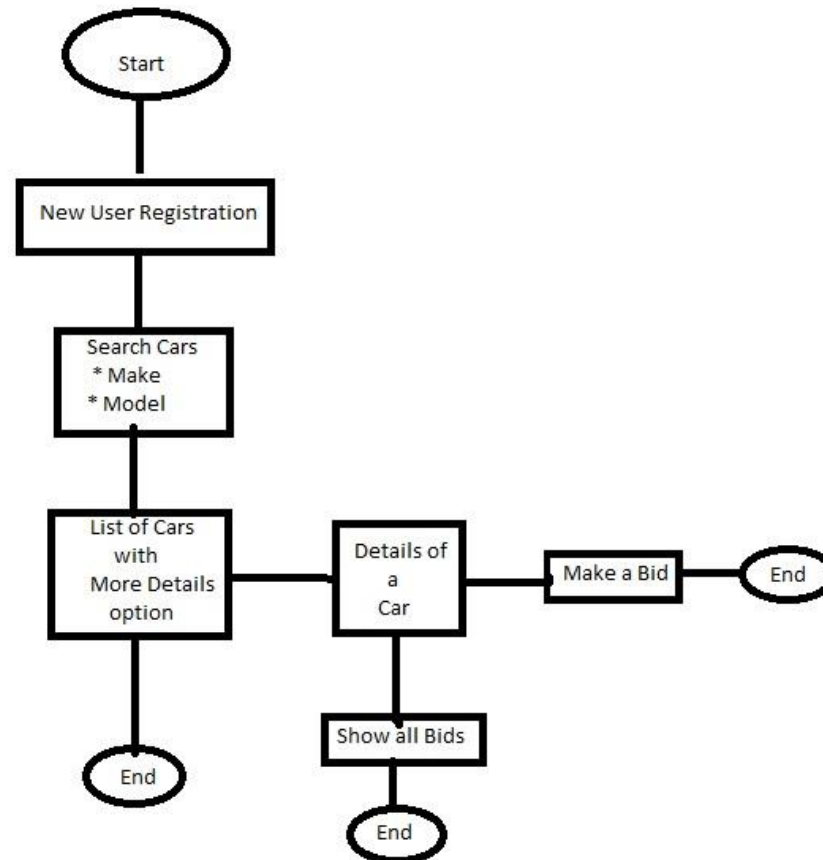 Start
New User Registration
Search Cars
* Make
* Model
List of Cars
with
More Details
option
Details of
a
Car
Make a Bid
End
Show all Bids
End
End